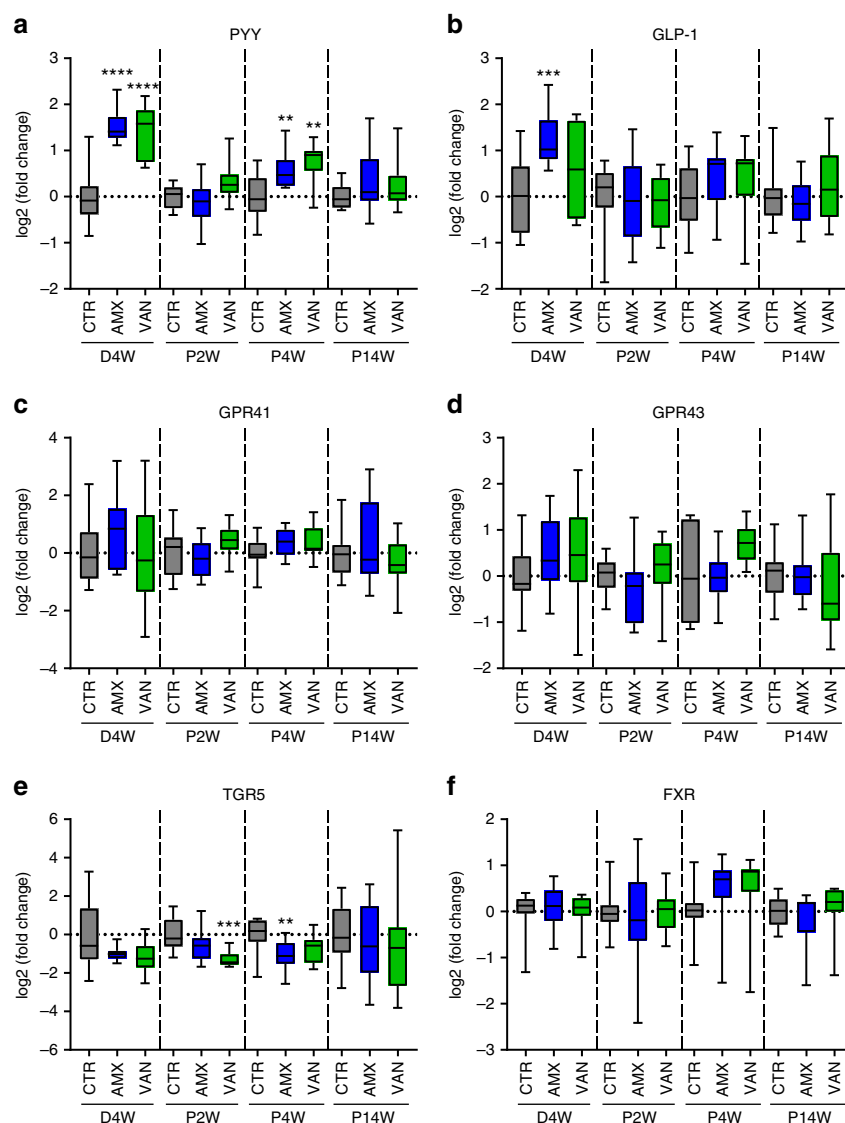 a
PYY
3
2
1
0
–1
–2
log2 (fold change)
**** ****
** **
CTR AMX VAN CTR AMX VAN CTR AMX VAN CTR AMX VAN
D4W P2W P4W P14W
b
GLP-1
3
2
1
0
–1
–2
log2 (fold change)
***
CTR AMX VAN CTR AMX VAN CTR AMX VAN CTR AMX VAN
D4W P2W P4W P14W
c
GPR41
4
2
0
–2
–4
log2 (fold change)
CTR AMX VAN CTR AMX VAN CTR AMX VAN CTR AMX VAN
D4W P2W P4W P14W
d
GPR43
3
2
1
0
–1
–2
log2 (fold change)
CTR AMX VAN CTR AMX VAN CTR AMX VAN CTR AMX VAN
D4W P2W P4W P14W
e
TGR5
6
4
2
0
–2
–4
–6
log2 (fold change)
***
**
CTR AMX VAN CTR AMX VAN CTR AMX VAN CTR AMX VAN
D4W P2W P4W P14W
f
FXR
2
1
0
–1
–2
–3
log2 (fold change)
CTR AMX VAN CTR AMX VAN CTR AMX VAN CTR AMX VAN
D4W P2W P4W P14W